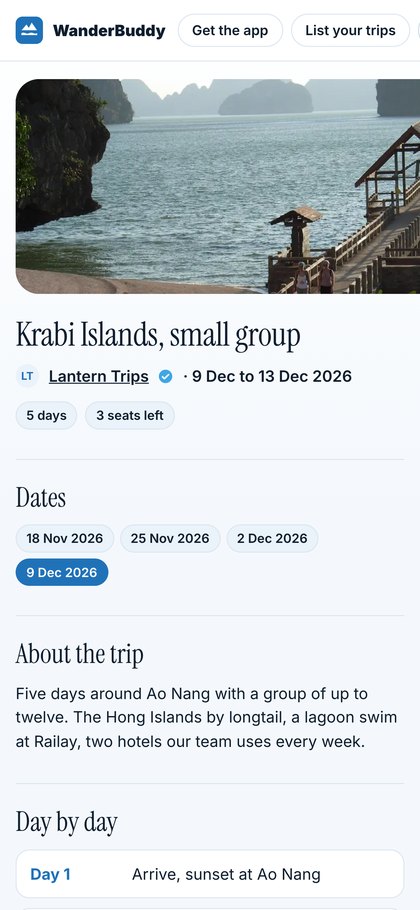 WanderBuddy
Get the app
List your trips
Krabi Islands, small group
LT Lantern Trips · 9 Dec to 13 Dec 2026
5 days
3 seats left
Dates
18 Nov 2026
25 Nov 2026
2 Dec 2026
9 Dec 2026
About the trip
Five days around Ao Nang with a group of up to
twelve. The Hong Islands by longtail, a lagoon swim
at Railay, two hotels our team uses every week.
Day by day
Day 1 Arrive, sunset at Ao Nang